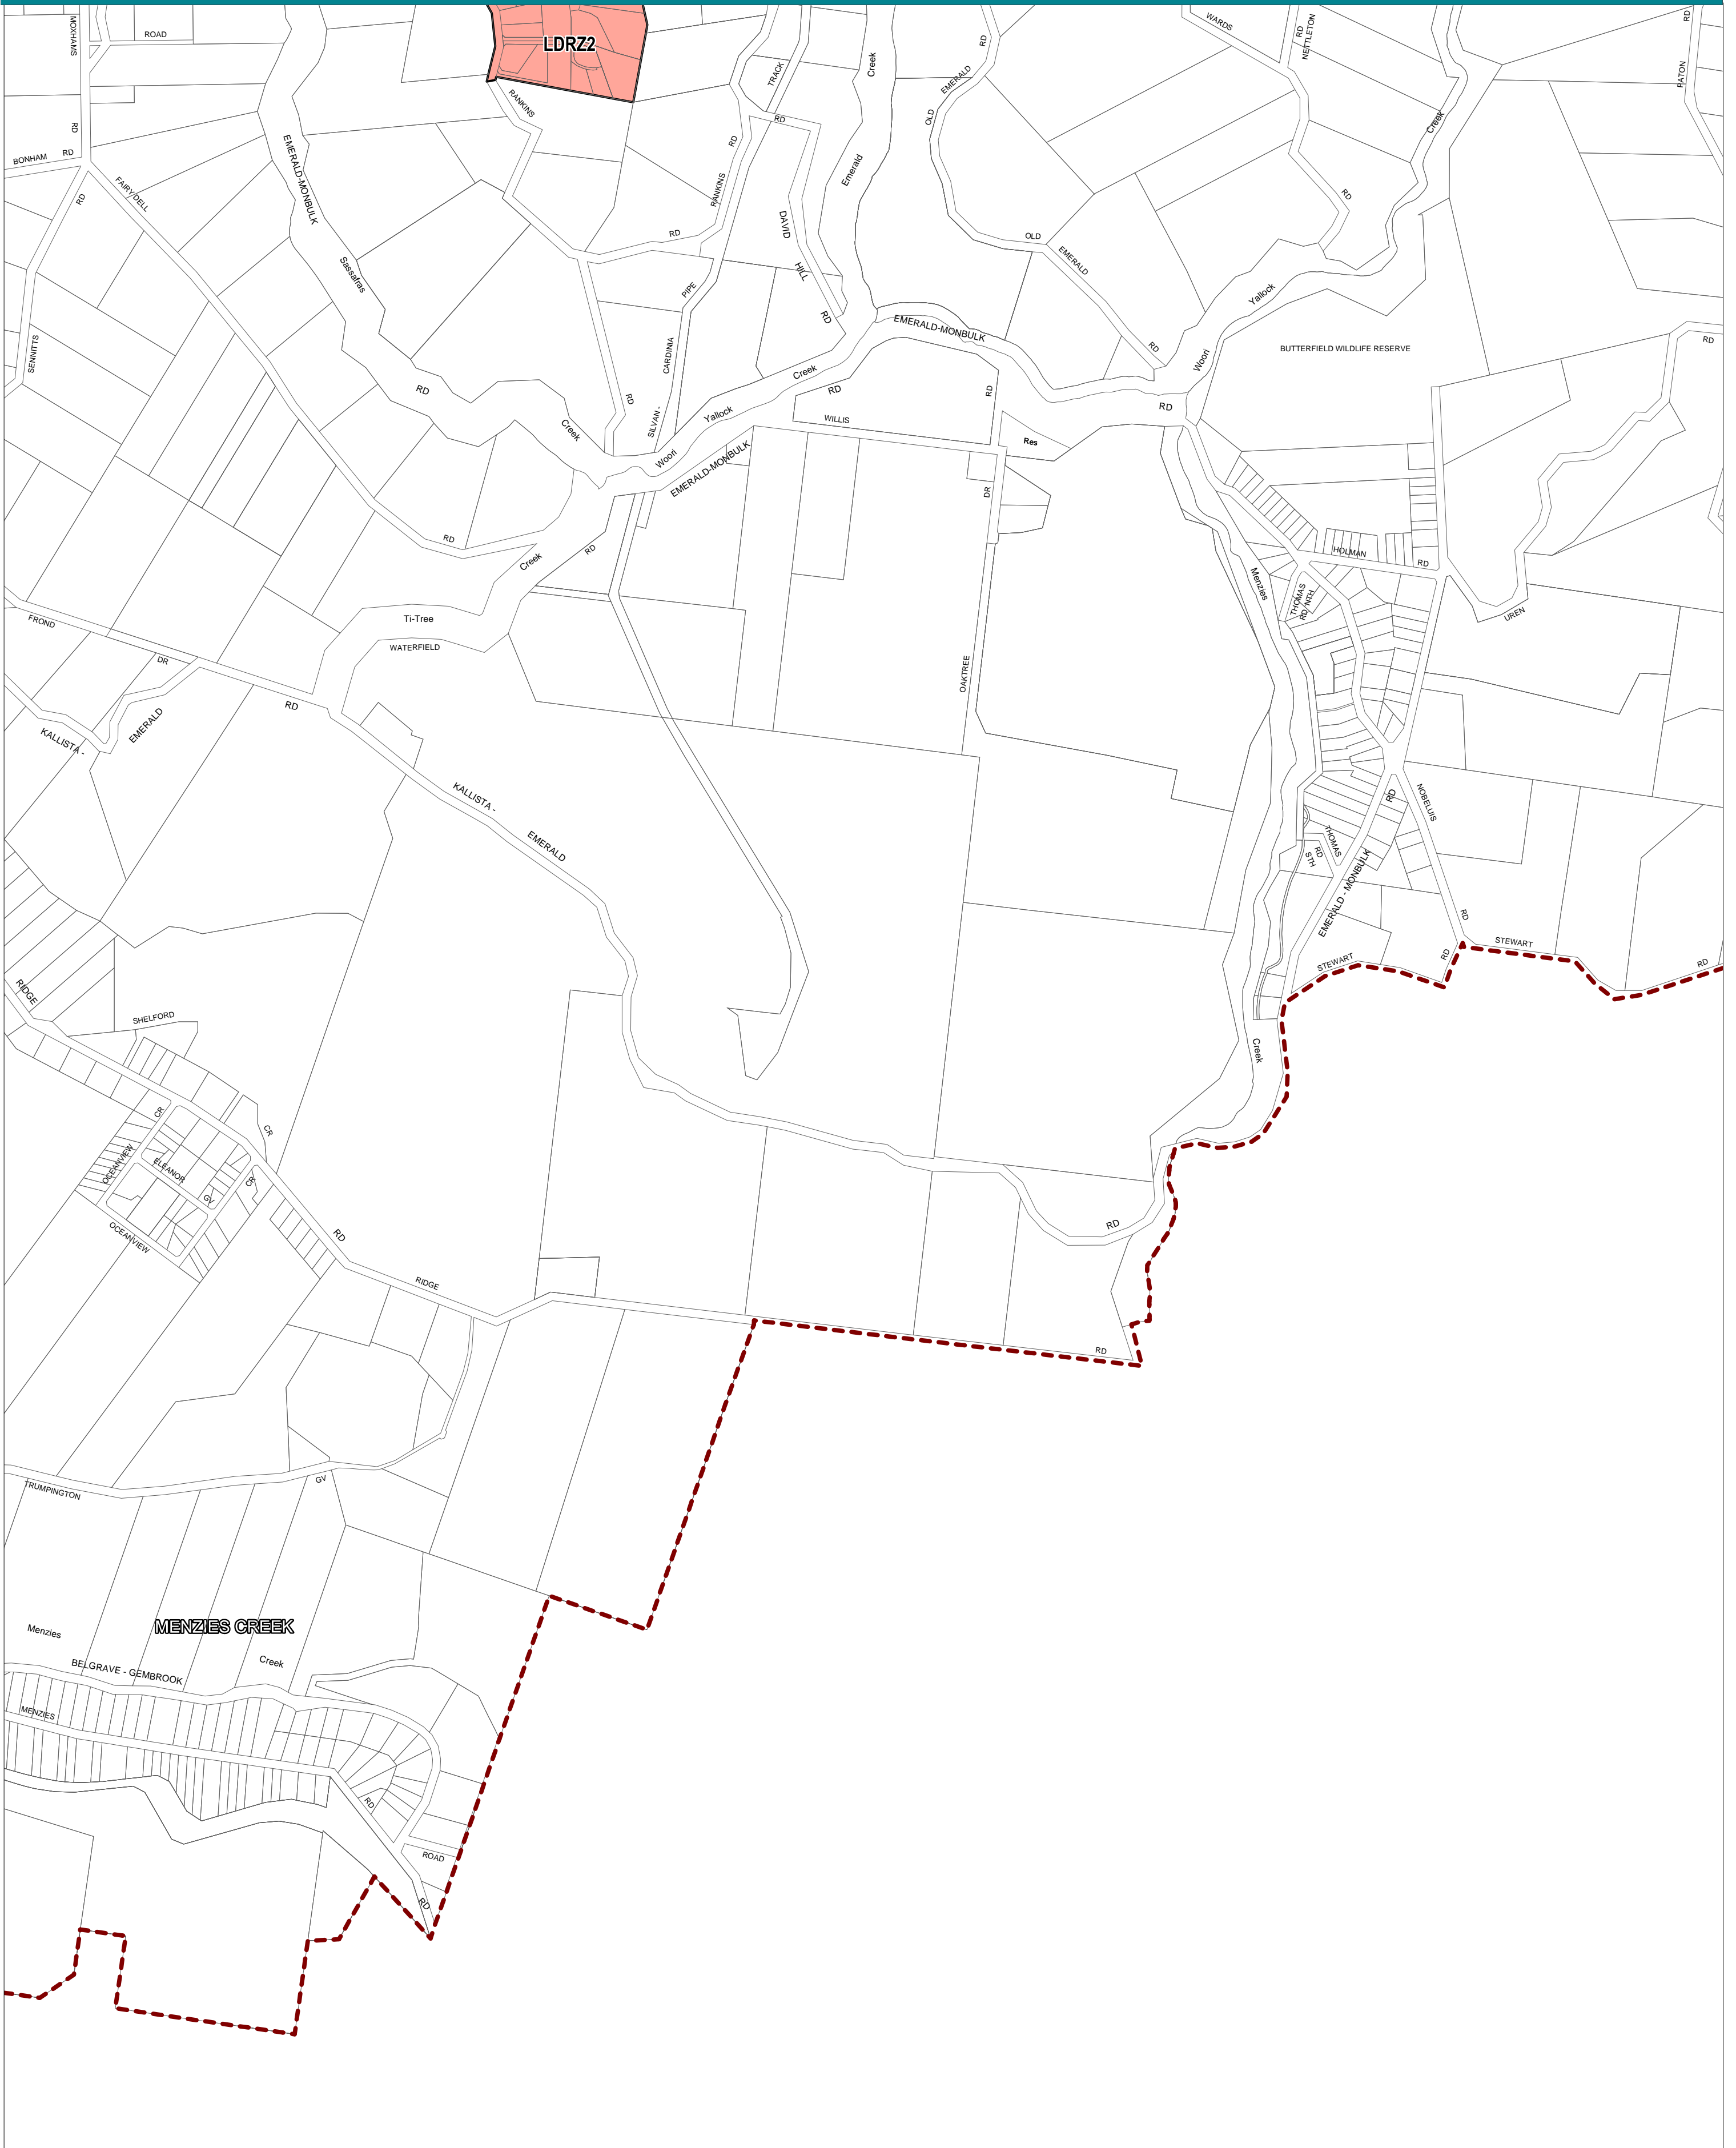 MOXHAMS
ROAD
LDRZ2
WARDS
RD
NETTLETON
RD
RD
Creek
EMERALD
TRACK
RANKINS
OLD
PATON
Creek
RD
RD
BONHAM RD
EMERALD-MONBULK
RD
Emerald
FAIRYDELL
RD
RANKINS
DAVID
RD
RD
OLD
EMERALD
HILL
Sassafras
PIPE
Yallock
RD
EMERALD-MONBULK
SENNITTS
CARDINIA
RD
Woori
BUTTERFIELD WILDLIFE RESERVE
RD
Creek
RD
RD
RD
RD
RD
SILVAN -
Yallock
WILLIS
Creek
Res
Woori
EMERALD-MONBULK
DR
RD
Creek
RD
HOLMAN
RD
Menzies
THOMAS
RD NTH
UREN
FROND
Ti-Tree
WATERFIELD
DR
OAKTREE
RD
EMERALD
KALLISTA -
KALLISTA -
EMERALD
RD
NOBELIUS
THOMAS
RD
STH
EMERALD - MONBULK
RD
STEWART
RD
STEWART
RD
RIDGE
SHELFORD
Creek
CR
CR
OCEANVIEW
ELEANOR
CR
GV
OCEANVIEW
RD
RD
RIDGE
RD
TRUMPINGTON
GV
MENZIES CREEK
Menzies
Creek
BELGRAVE - GEMBROOK
MENZIES
RD
ROAD
RD